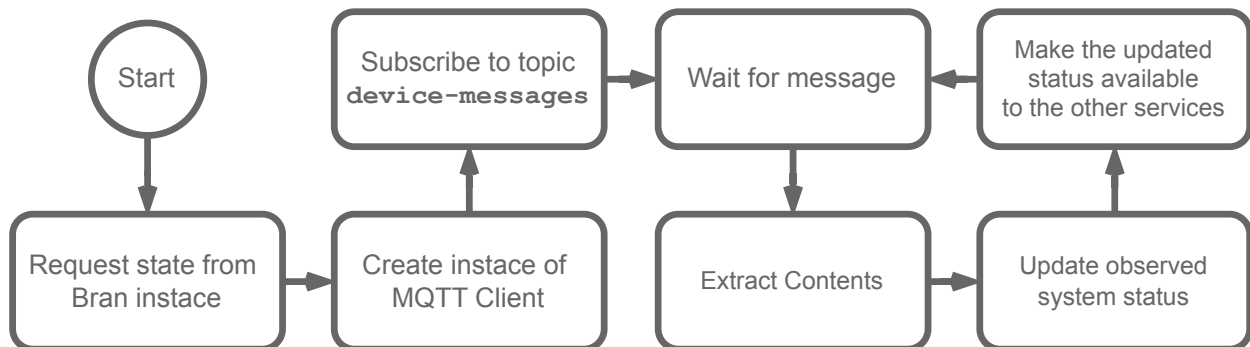 Start
Request state from
Bran instace
Create instace of
MQTT Client
Subscribe to topic
device-messages
Wait for message
Extract Contents
Update observed
system status
Make the updated
status available
to the other services